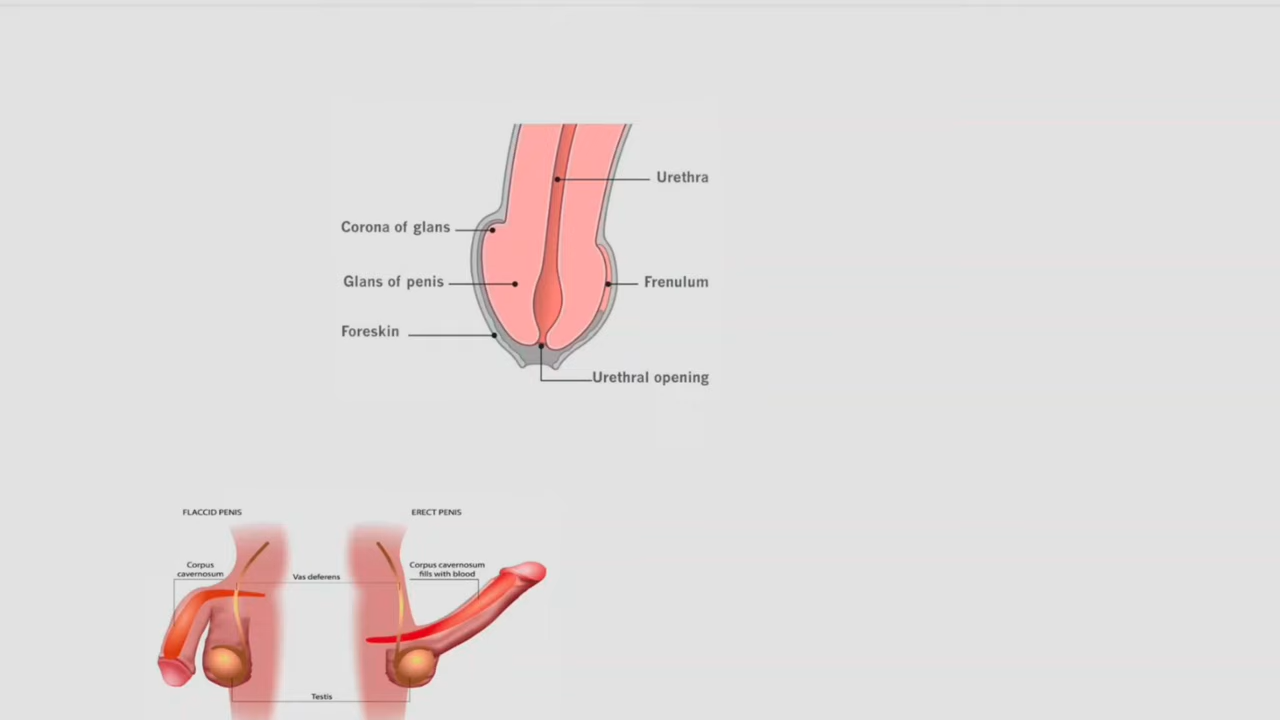 Urethra
Corona of glans
Glans of penis
Frenulum
Foreskin
Urethral opening
FLACCID PENIS
ERECT PENIS
Corpus
cavernosum
Vas deferens
Corpus cavernosum
fills with blood
Testis